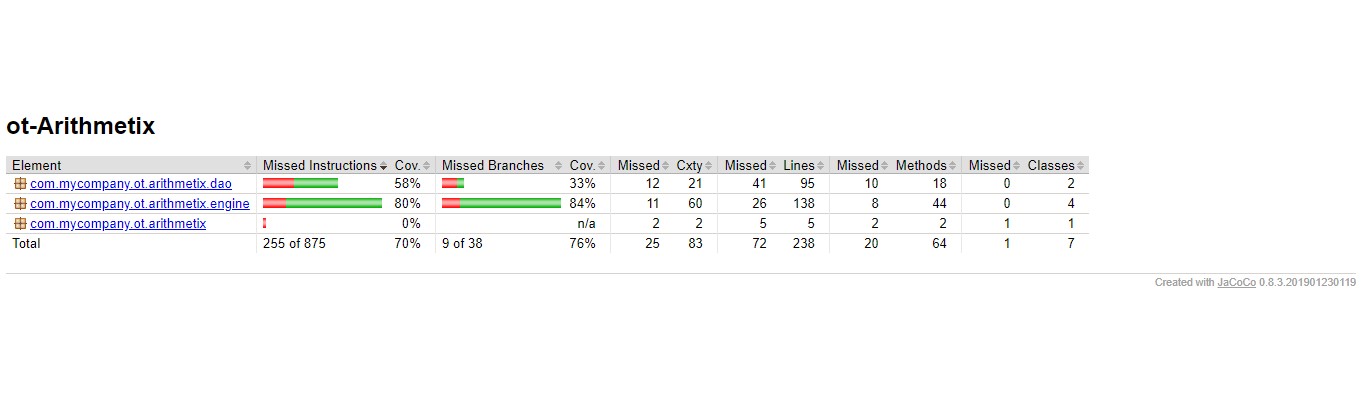 ot-Arithmetix
Element Missed Instructions Cov. Missed Branches Cov. Missed Cxty Missed Lines Missed Methods Missed Classes
com.mycompany.ot.arithmetix.dao 58% 33% 12 21 41 95 10 18 0 2
com.mycompany.ot.arithmetix.engine 80% 84% 11 60 26 138 8 44 0 4
com.mycompany.ot.arithmetix 0% n/a 2 2 5 5 2 2 1 1
Total 255 of 875 70% 9 of 38 76% 25 83 72 238 20 64 1 7
Created with JaCoCo 0.8.3.201901230119